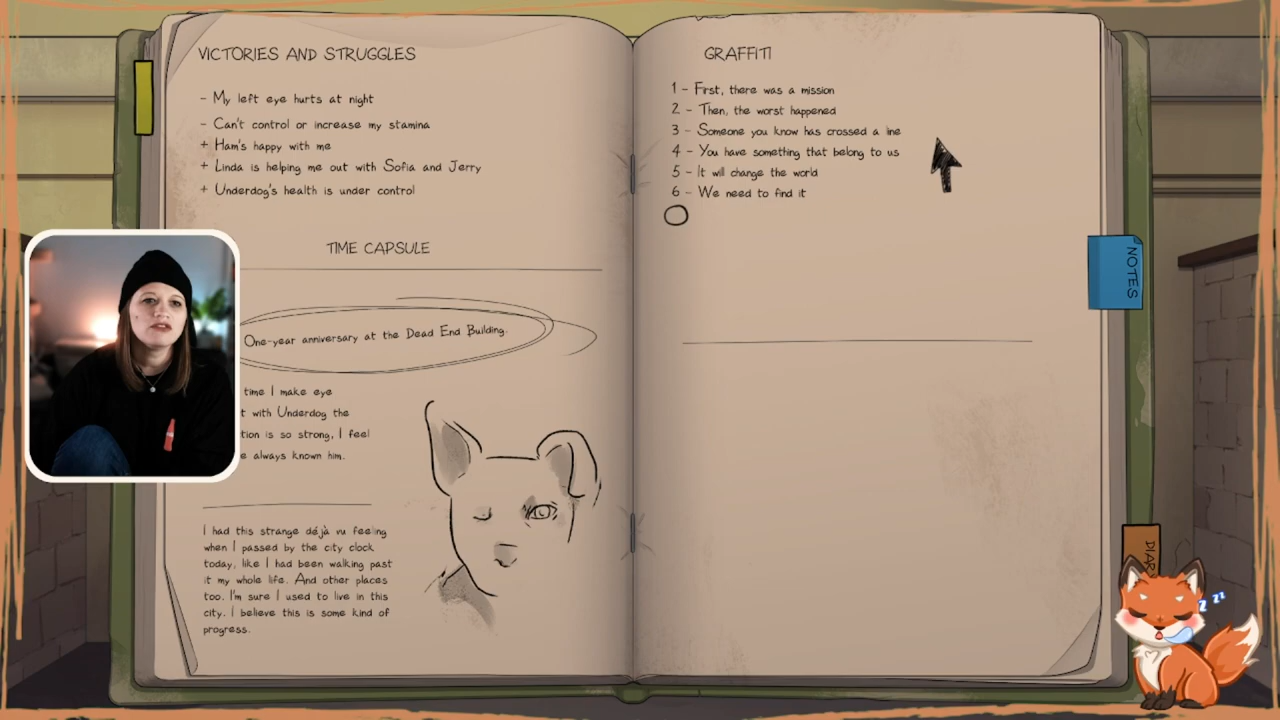 VICTORIES AND STRUGGLES
- My left eye hurts at night
- Can't control or increase my stamina
+ Ham's happy with me
+ Linda is helping me out with Sofia and Jerry
+ Underdog's health is under control
TIME CAPSULE
One-year anniversary at the Dead End Building.
time I make eye
with Underdog the
is so strong, I feel
always known him.
I had this strange déjà vu feeling
when I passed by the city clock
today, like I had been walking past
it my whole life. And other places
too. I'm sure I used to live in this
city. I believe this is some kind of
progress.
GRAFFITI
1 - First, there was a mission
2 - Then, the worst happened
3 - Someone you know has crossed a line
4 - You have something that belong to us
5 - It will change the world
6 - We need to find it
NOTES
z z z